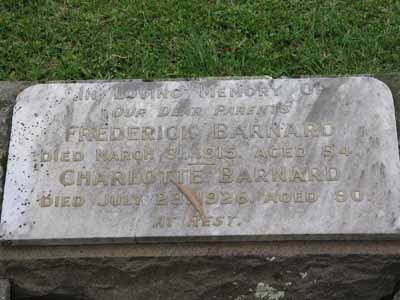 IN LOVING MEMORY OF
OUR DEAR PARENTS
FREDERICK BARNARD
DIED MARCH 31. 1915. AGED 84.
CHARLOTTE BARNARD
DIED JULY 23. 1926. AGED 90.
AT REST.